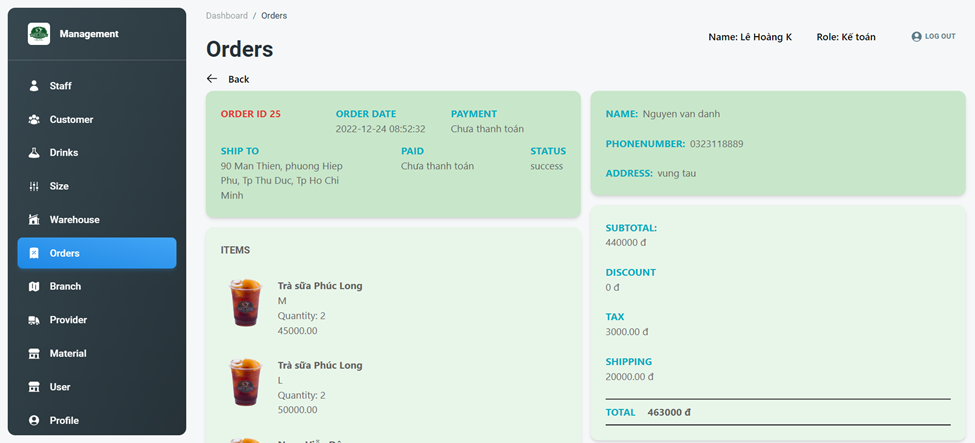 Management
Staff
Customer
Drinks
Size
Warehouse
Orders
Branch
Provider
Material
User
Profile
Dashboard / Orders
Orders
Name: Lê Hoàng K
Role: Kế toán
LOG OUT
Back
ORDER ID 25
ORDER DATE
2022-12-24 08:52:32
PAYMENT
Chưa thanh toán
SHIP TO
90 Man Thien, phuong Hiep
Phu, Tp Thu Duc, Tp Ho Chi
Minh
PAID
Chưa thanh toán
STATUS
success
ITEMS
Trà sữa Phúc Long
M
Quantity: 2
45000.00
Trà sữa Phúc Long
L
Quantity: 2
50000.00
NAME: Nguyen van danh
PHONENUMBER: 0323118889
ADDRESS: vung tau
SUBTOTAL:
440000 đ
DISCOUNT
0 đ
TAX
3000.00 đ
SHIPPING
20000.00 đ
TOTAL 463000 đ